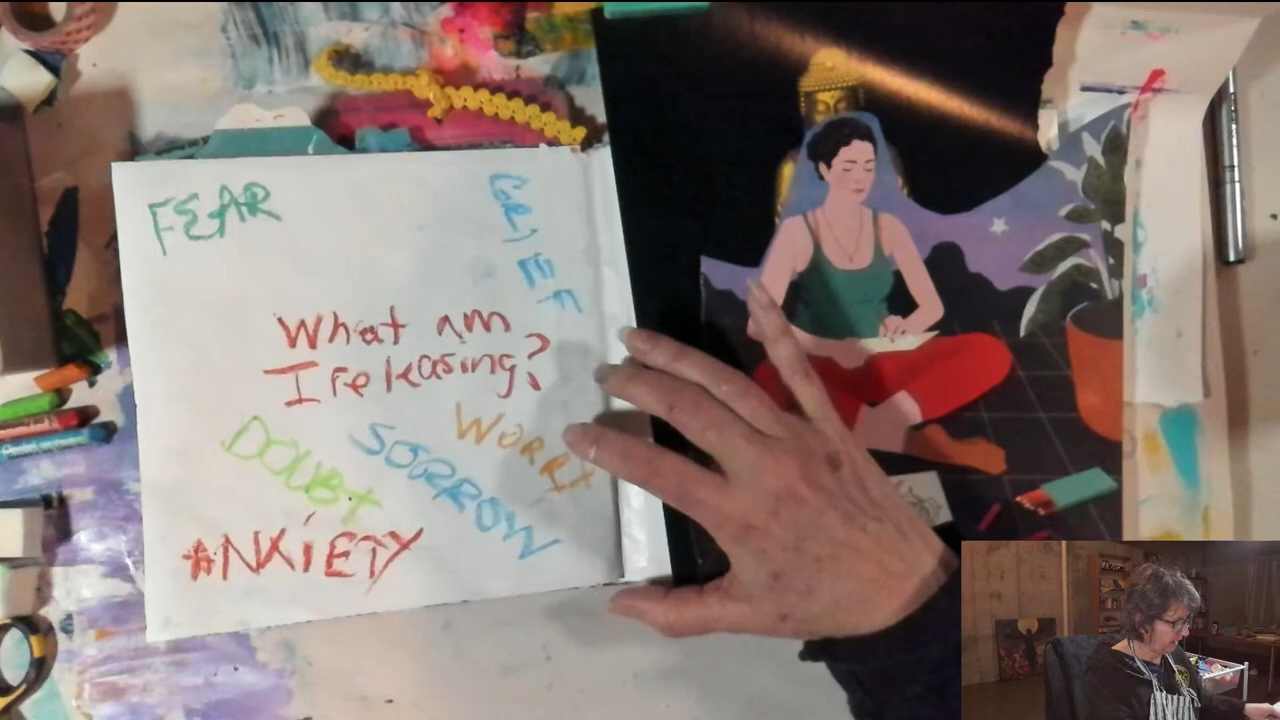 FEAR
GRIEF
What am
I releasing?
WORRY
DOUBT
SORROW
ANXIETY